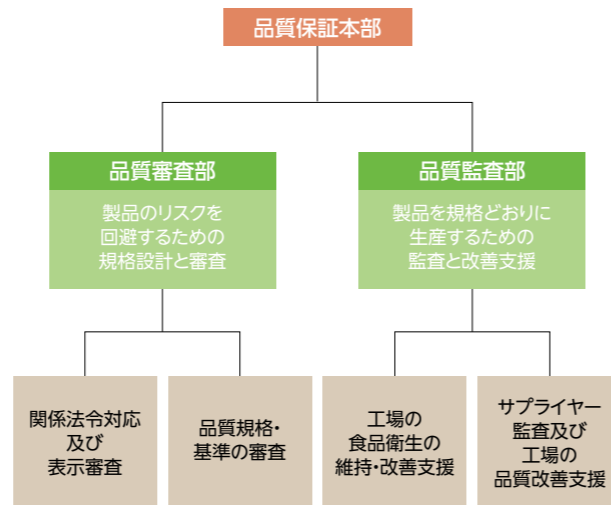 品質保証本部
品質審査部
製品のリスクを
回避するための
規格設計と審査
品質監査部
製品を規格どおりに
生産するための
監査と改善支援
関係法令対応
及び
表示審査
品質規格・
基準の審査
工場の
食品衛生の
維持・改善支援
サプライヤー
監査及び
工場の
品質改善支援